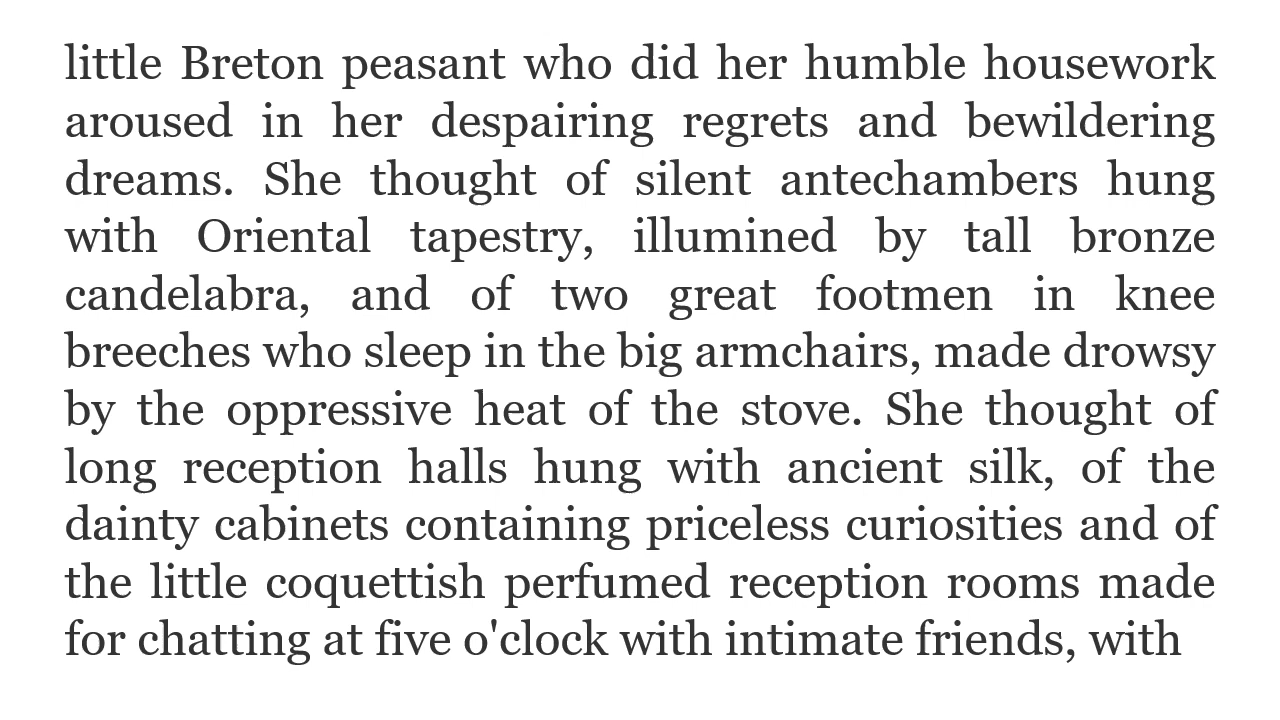 little Breton peasant who did her humble housework
aroused in her despairing regrets and bewildering
dreams. She thought of silent antechambers hung
with Oriental tapestry, illumined by tall bronze
candelabra, and of two great footmen in knee
breeches who sleep in the big armchairs, made drowsy
by the oppressive heat of the stove. She thought of
long reception halls hung with ancient silk, of the
dainty cabinets containing priceless curiosities and of
the little coquettish perfumed reception rooms made
for chatting at five o'clock with intimate friends, with